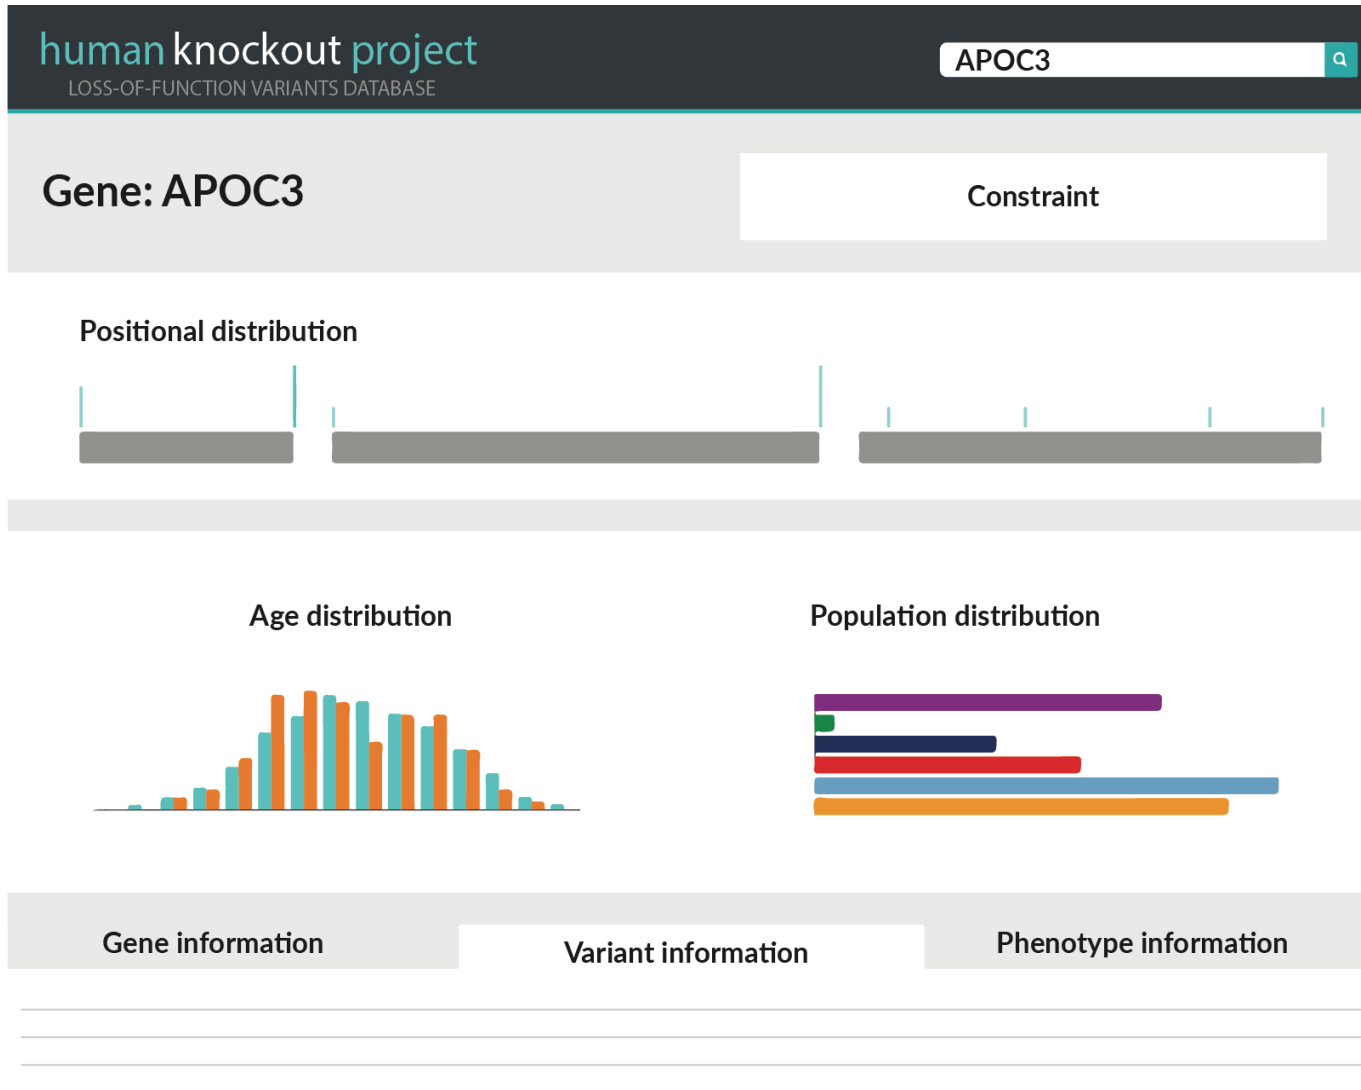 human knockout project
LOSS-OF-FUNCTION VARIANTS DATABASE
APOC3
Gene: APOC3
Constraint
Positional distribution
Age distribution
Population distribution
Gene information
Variant information
Phenotype information